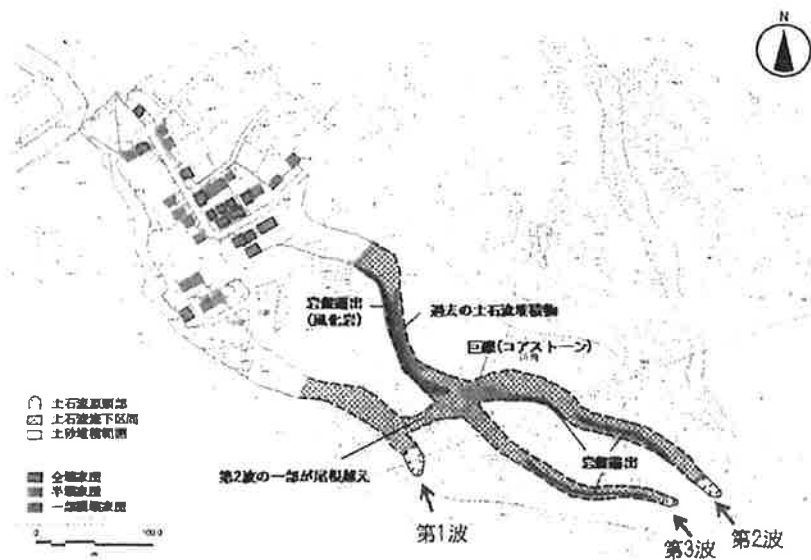 N
岩盤露出
(風化岩)
過去の土石流堆積物
巨礫(コアストーン)
土石流源頭部
土石流流下区間
土砂堆積範囲
第2波の一部が尾根越え
岩盤露出
全壊家屋
半壊家屋
一部損壊家屋
第1波
第3波
第2波
0
100.0
m